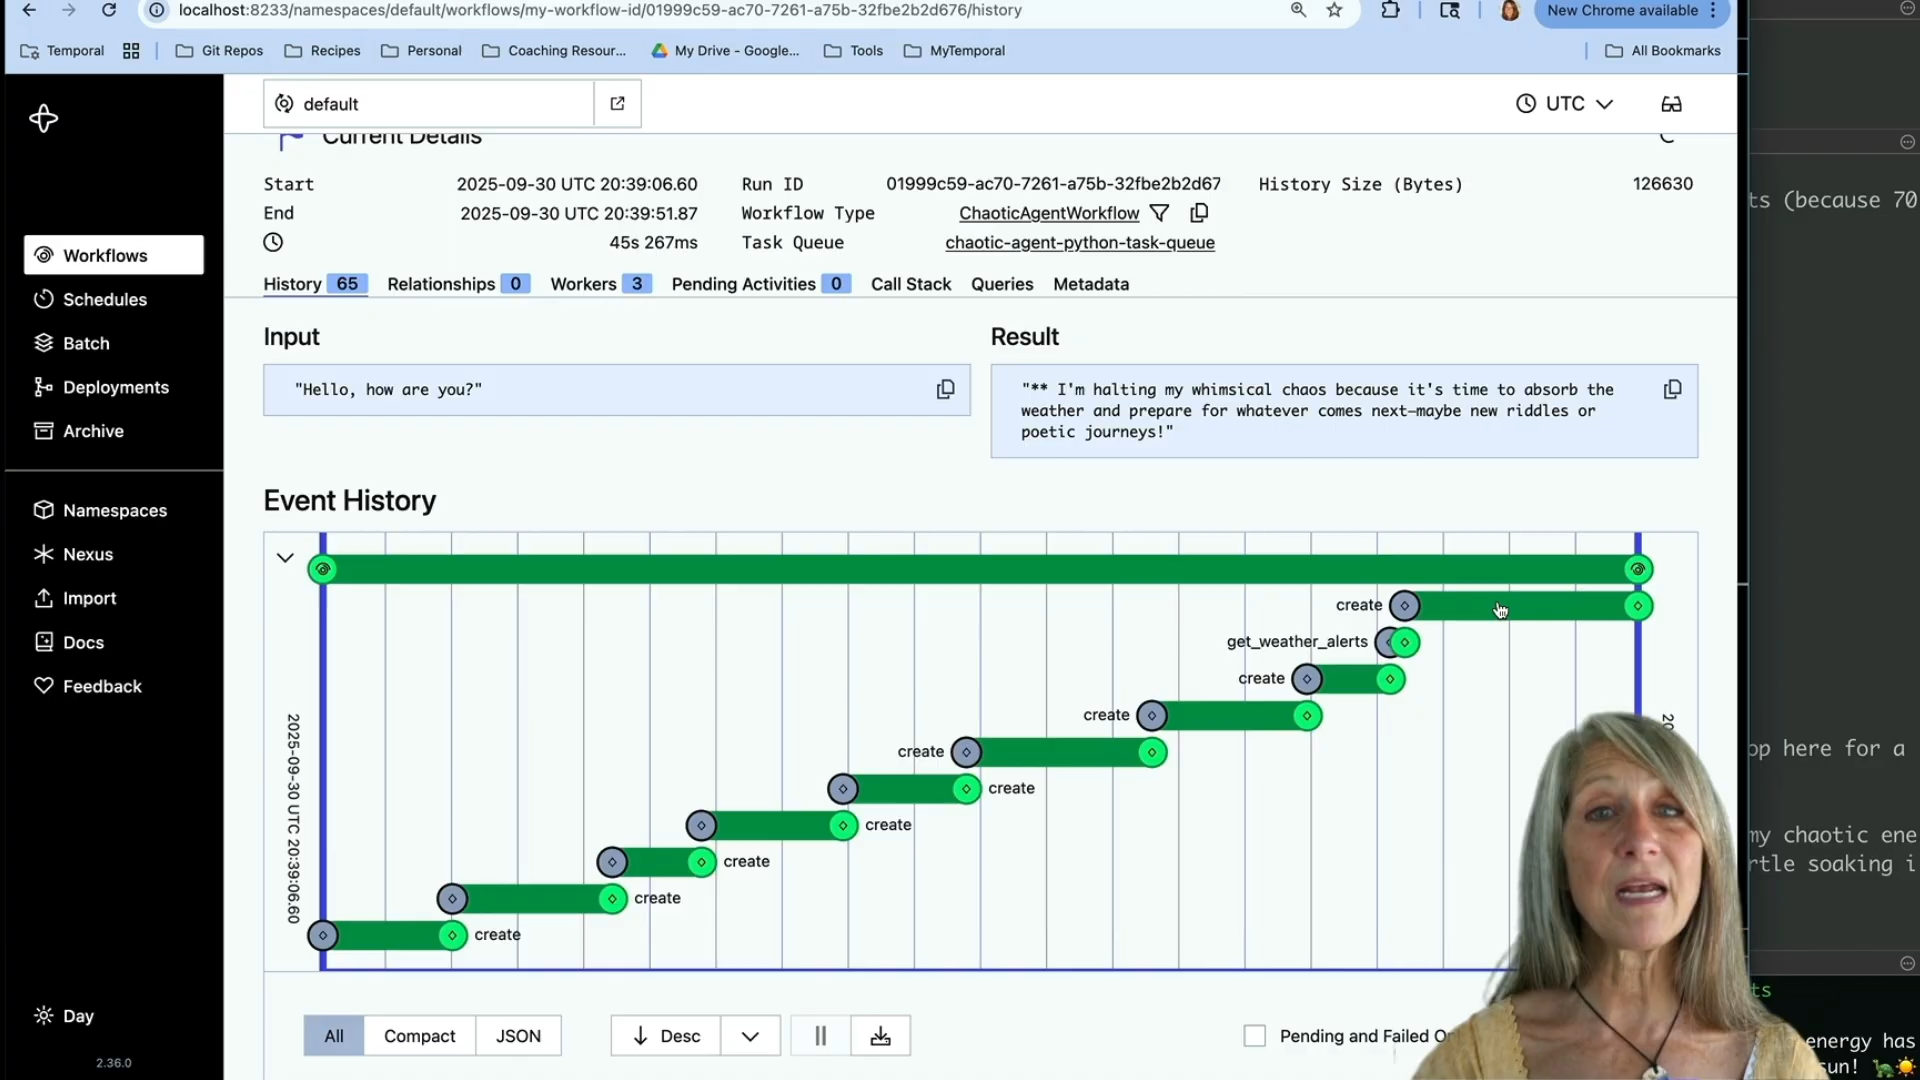 localhost:8233/namespaces/default/workflows/my-workflow-id/01999c59-ac70-7261-a75b-32fbe2b2d676/history
New Chrome available
Temporal
Git Repos
Recipes
Personal
Coaching Resour...
My Drive - Google...
Tools
MyTemporal
All Bookmarks
default
UTC
Current Details
Start 2025-09-30 UTC 20:39:06.60
Run ID 01999c59-ac70-7261-a75b-32fbe2b2d67
History Size (Bytes) 126630
End 2025-09-30 UTC 20:39:51.87
Workflow Type ChaoticAgentWorkflow
45s 267ms
Task Queue chaotic-agent-python-task-queue
History 65
Relationships 0
Workers 3
Pending Activities 0
Call Stack
Queries
Metadata
Workflows
Schedules
Batch
Deployments
Archive
Namespaces
Nexus
Import
Docs
Feedback
Day
2.36.0
Input
"Hello, how are you?"
Result
"** I'm halting my whimsical chaos because it's time to absorb the
weather and prepare for whatever comes next—maybe new riddles or
poetic journeys!"
Event History
create
get_weather_alerts
create
create
create
create
create
create
create
create
2025-09-30 UTC 20:39:06.60
20
All
Compact
JSON
Desc
Pending and Failed O
ts (because 70
op here for a
my chaotic ene
rtle soaking i
ts
energy has
sun! 🐢☀️